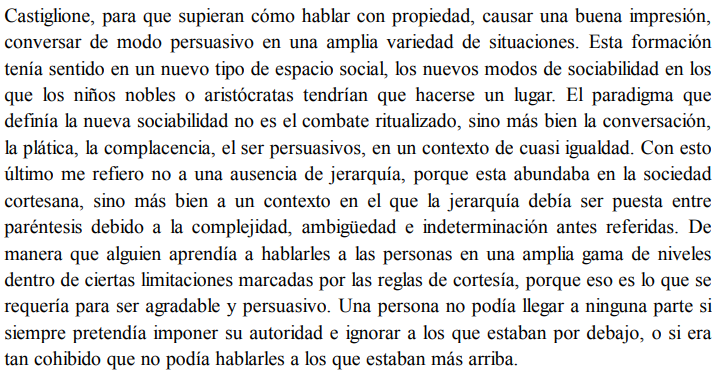 Castiglione, para que supieran cómo hablar con propiedad, causar una buena impresión,
conversar de modo persuasivo en una amplia variedad de situaciones. Esta formación
tenía sentido en un nuevo tipo de espacio social, los nuevos modos de sociabilidad en los
que los niños nobles o aristócratas tendrían que hacerse un lugar. El paradigma que
definía la nueva sociabilidad no es el combate ritualizado, sino más bien la conversación,
la plática, la complacencia, el ser persuasivos, en un contexto de cuasi igualdad. Con esto
último me refiero no a una ausencia de jerarquía, porque esta abundaba en la sociedad
cortesana, sino más bien a un contexto en el que la jerarquía debía ser puesta entre
paréntesis debido a la complejidad, ambigüedad e indeterminación antes referidas. De
manera que alguien aprendía a hablarles a las personas en una amplia gama de niveles
dentro de ciertas limitaciones marcadas por las reglas de cortesía, porque eso es lo que se
requería para ser agradable y persuasivo. Una persona no podía llegar a ninguna parte si
siempre pretendía imponer su autoridad e ignorar a los que estaban por debajo, o si era
tan cohibido que no podía hablarles a los que estaban más arriba.